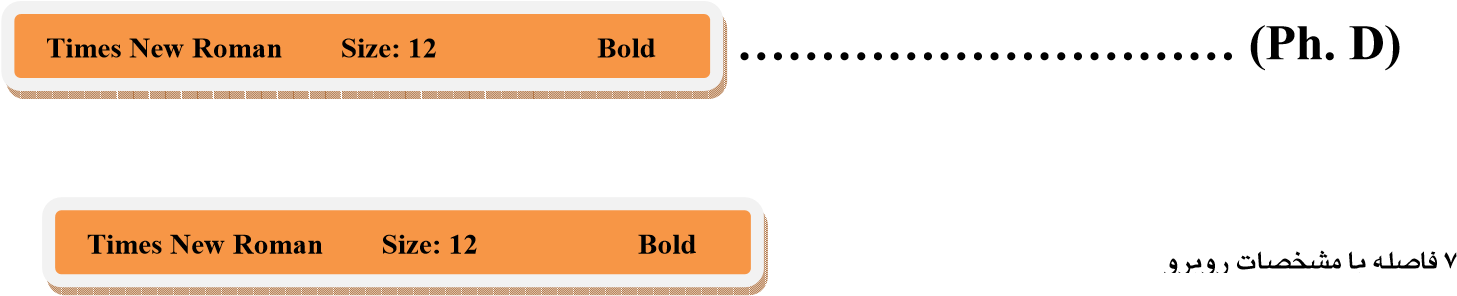 Times New Roman Size: 12 Bold ………………………… (Ph. D)
Times New Roman Size: 12 Bold
۷ فاصله با مشخصات روبرو